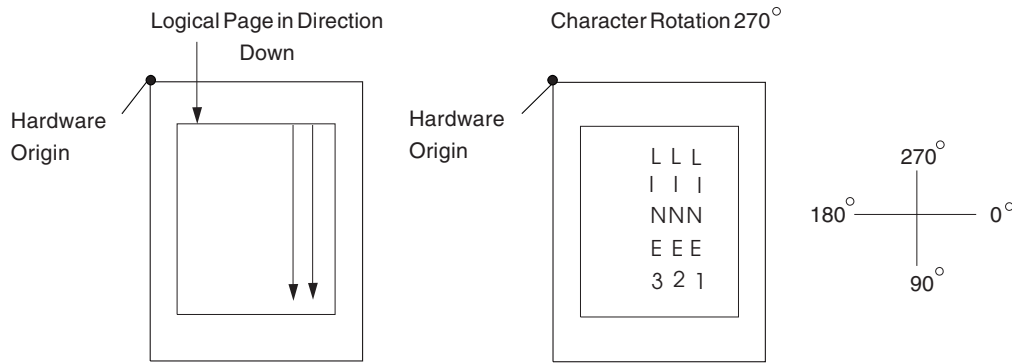 Logical Page in Direction
Down
Hardware
Origin
Character Rotation 270°
Hardware
Origin
L L L
I I I
N N N
E E E
3 2 1
270°
180°
0°
90°